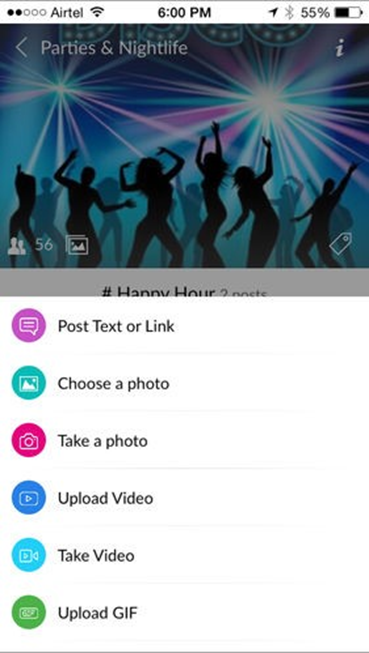 Airtel 6:00 PM 55%
Parties & Nightlife i
56
# Happy Hour 2 posts
Post Text or Link
Choose a photo
Take a photo
Upload Video
Take Video
GIF Upload GIF